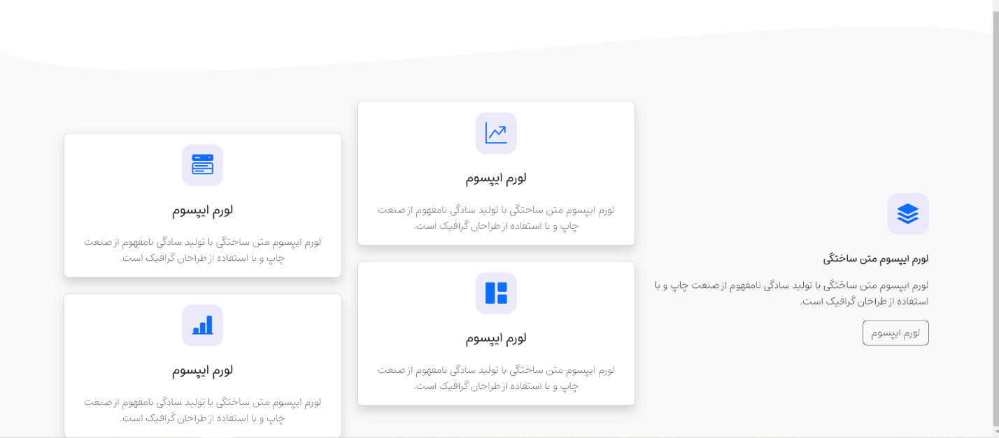 لورم ایپسوم متن ساختگی
لورم ایپسوم متن ساختگی با تولید سادگی نامفهوم از صنعت چاپ و با
استفاده از طراحان گرافیک است.
لورم ایپسوم
لورم ایپسوم
لورم ایپسوم متن ساختگی با تولید سادگی نامفهوم از صنعت
چاپ و با استفاده از طراحان گرافیک است.
لورم ایپسوم
لورم ایپسوم متن ساختگی با تولید سادگی نامفهوم از صنعت
چاپ و با استفاده از طراحان گرافیک است.
لورم ایپسوم
لورم ایپسوم متن ساختگی با تولید سادگی نامفهوم از صنعت
چاپ و با استفاده از طراحان گرافیک است.
لورم ایپسوم
لورم ایپسوم متن ساختگی با تولید سادگی نامفهوم از صنعت
چاپ و با استفاده از طراحان گرافیک است.